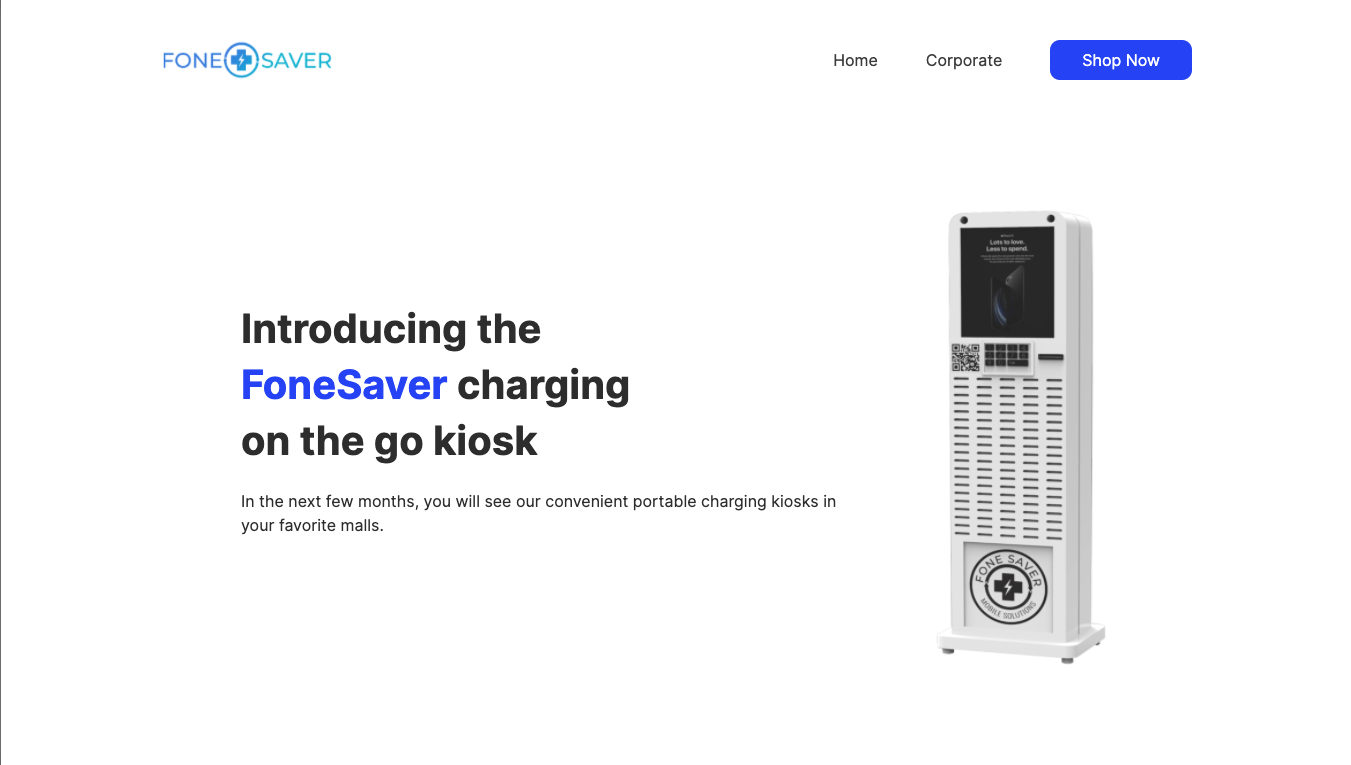 FONE SAVER
Home
Corporate
Shop Now
Introducing the
FoneSaver charging
on the go kiosk
In the next few months, you will see our convenient portable charging kiosks in
your favorite malls.
Lots to love.
Less to spend.
FONE SAVER
MOBILE SOLUTIONS